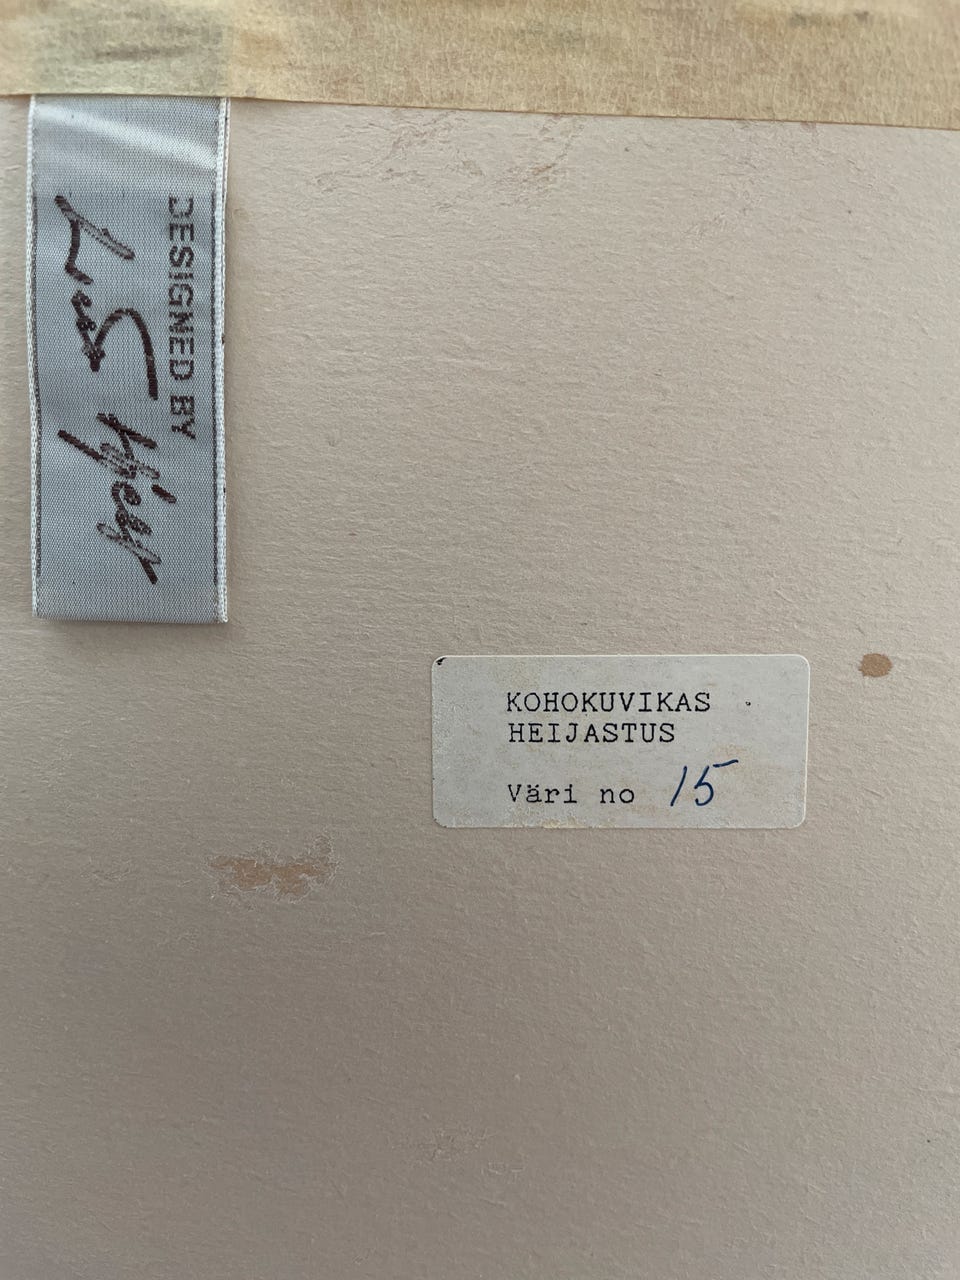 DESIGNED BY
KOHOKUVIKAS
HEIJASTUS
Väri no 15